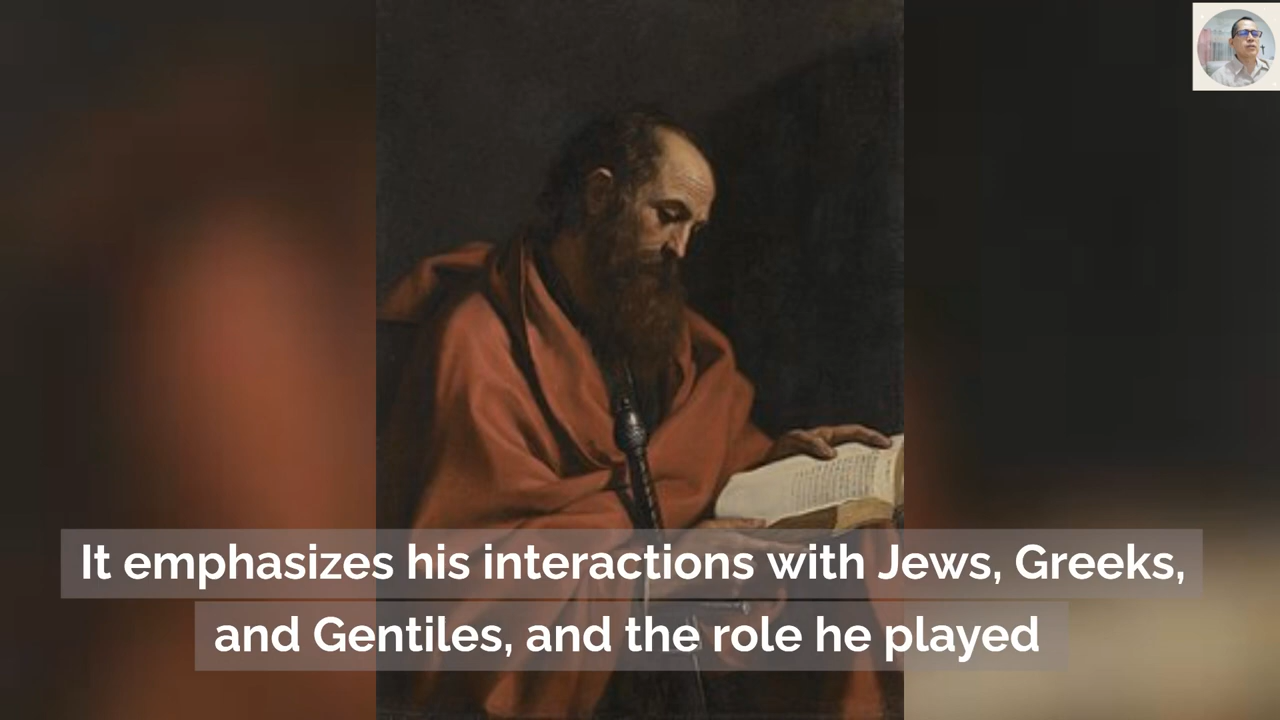 It emphasizes his interactions with Jews, Greeks,
and Gentiles, and the role he played